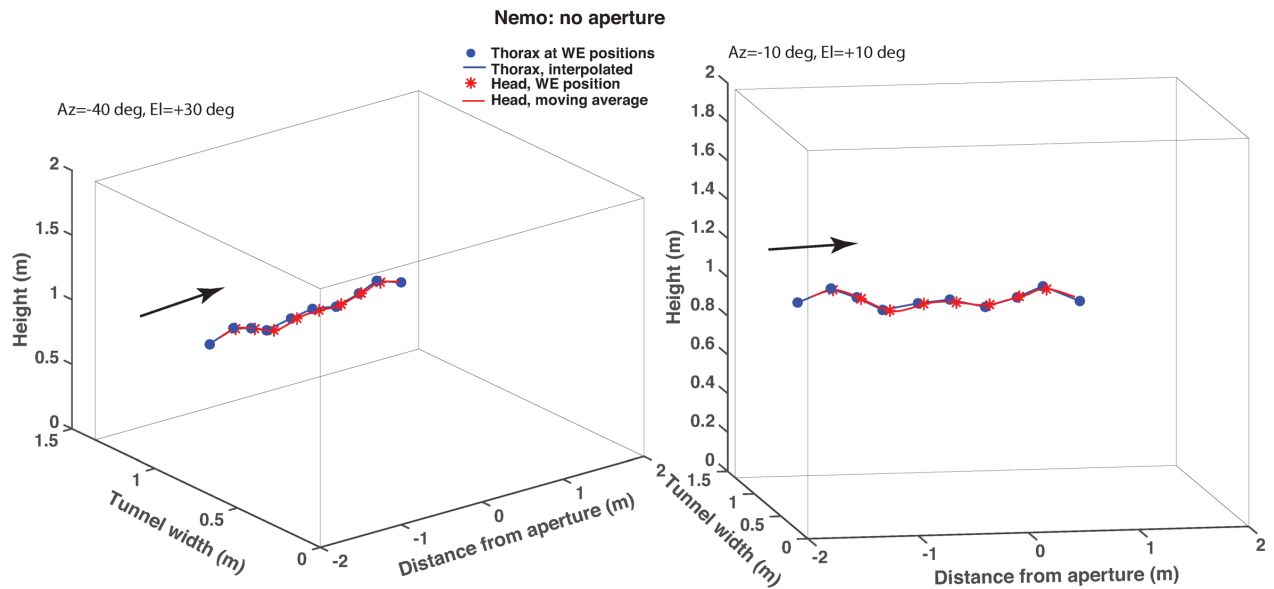 Nemo: no aperture
Thorax at WE positions
Thorax, interpolated
Head, WE position
Head, moving average
Az=-40 deg, El=+30 deg
2
1.5
1
0.5
0
Height (m)
1.5
1
0.5
0
Tunnel width (m)
-2
-1
0
1
2
Distance from aperture (m)
Az=-10 deg, El=+10 deg
2
1.8
1.6
1.4
1.2
1
0.8
0.6
0.4
0.2
0
Height (m)
1.5
1
0.5
0
Tunnel width (m)
-2
-1
0
1
2
Distance from aperture (m)